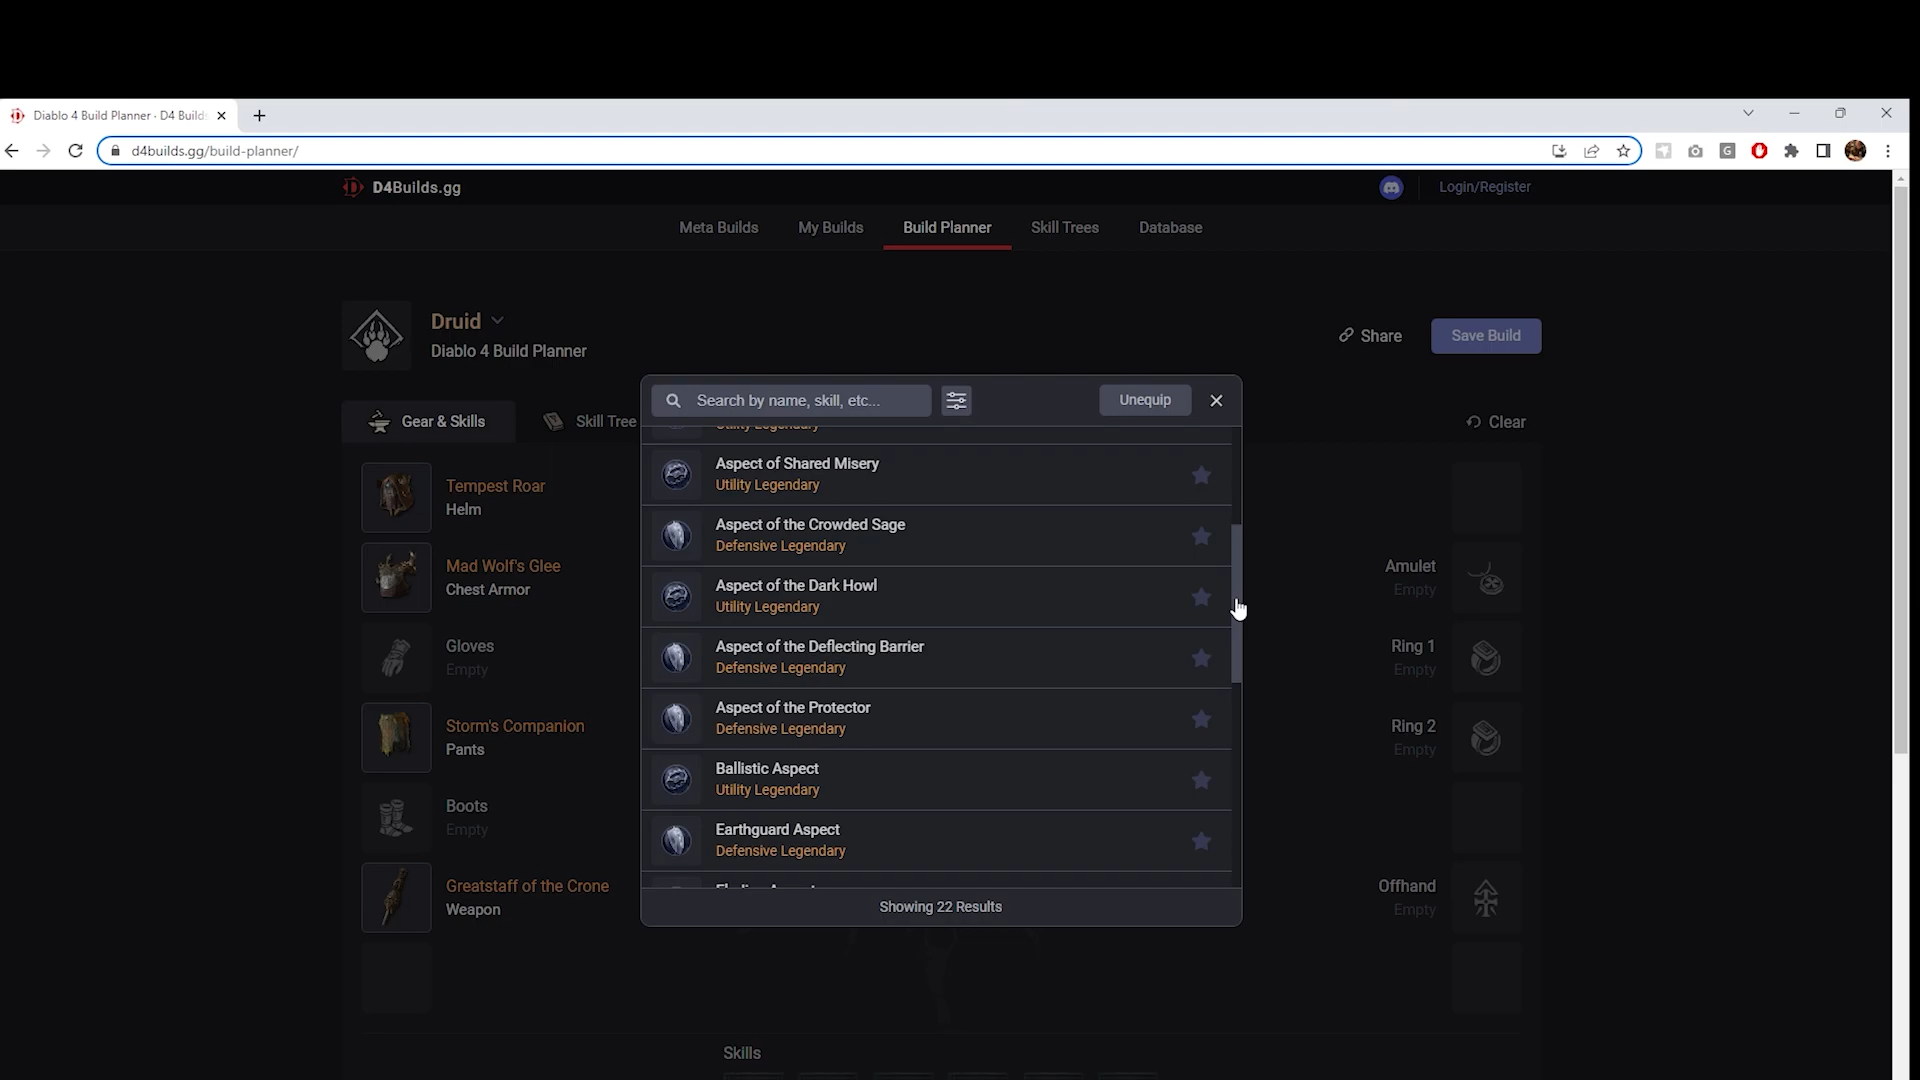 Diablo 4 Build Planner - D4 Build
d4builds.gg/build-planner/
D4Builds.gg
Login/Register
Meta Builds
My Builds
Build Planner
Skill Trees
Database
Druid
Diablo 4 Build Planner
Share
Save Build
Search by name, skill, etc...
Unequip
Gear & Skills
Skill Tree
Clear
Utility Legendary
Aspect of Shared Misery
Utility Legendary
Aspect of the Crowded Sage
Defensive Legendary
Aspect of the Dark Howl
Utility Legendary
Aspect of the Deflecting Barrier
Defensive Legendary
Aspect of the Protector
Defensive Legendary
Ballistic Aspect
Utility Legendary
Earthguard Aspect
Defensive Legendary
Showing 22 Results
Tempest Roar
Helm
Mad Wolf's Glee
Chest Armor
Gloves
Empty
Storm's Companion
Pants
Boots
Empty
Greatstaff of the Crone
Weapon
Amulet
Empty
Ring 1
Empty
Ring 2
Empty
Offhand
Empty
Skills